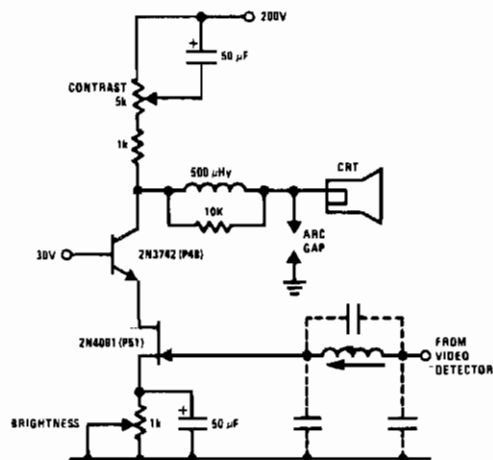 200V
+
50 µF
CONTRAST
5k
1k
500 µHy
10K
CRT
ARC
GAP
30V
2N3742 (P48)
2N4091 (P51)
FROM
VIDEO
DETECTOR
BRIGHTNESS
1k
+
50 µF